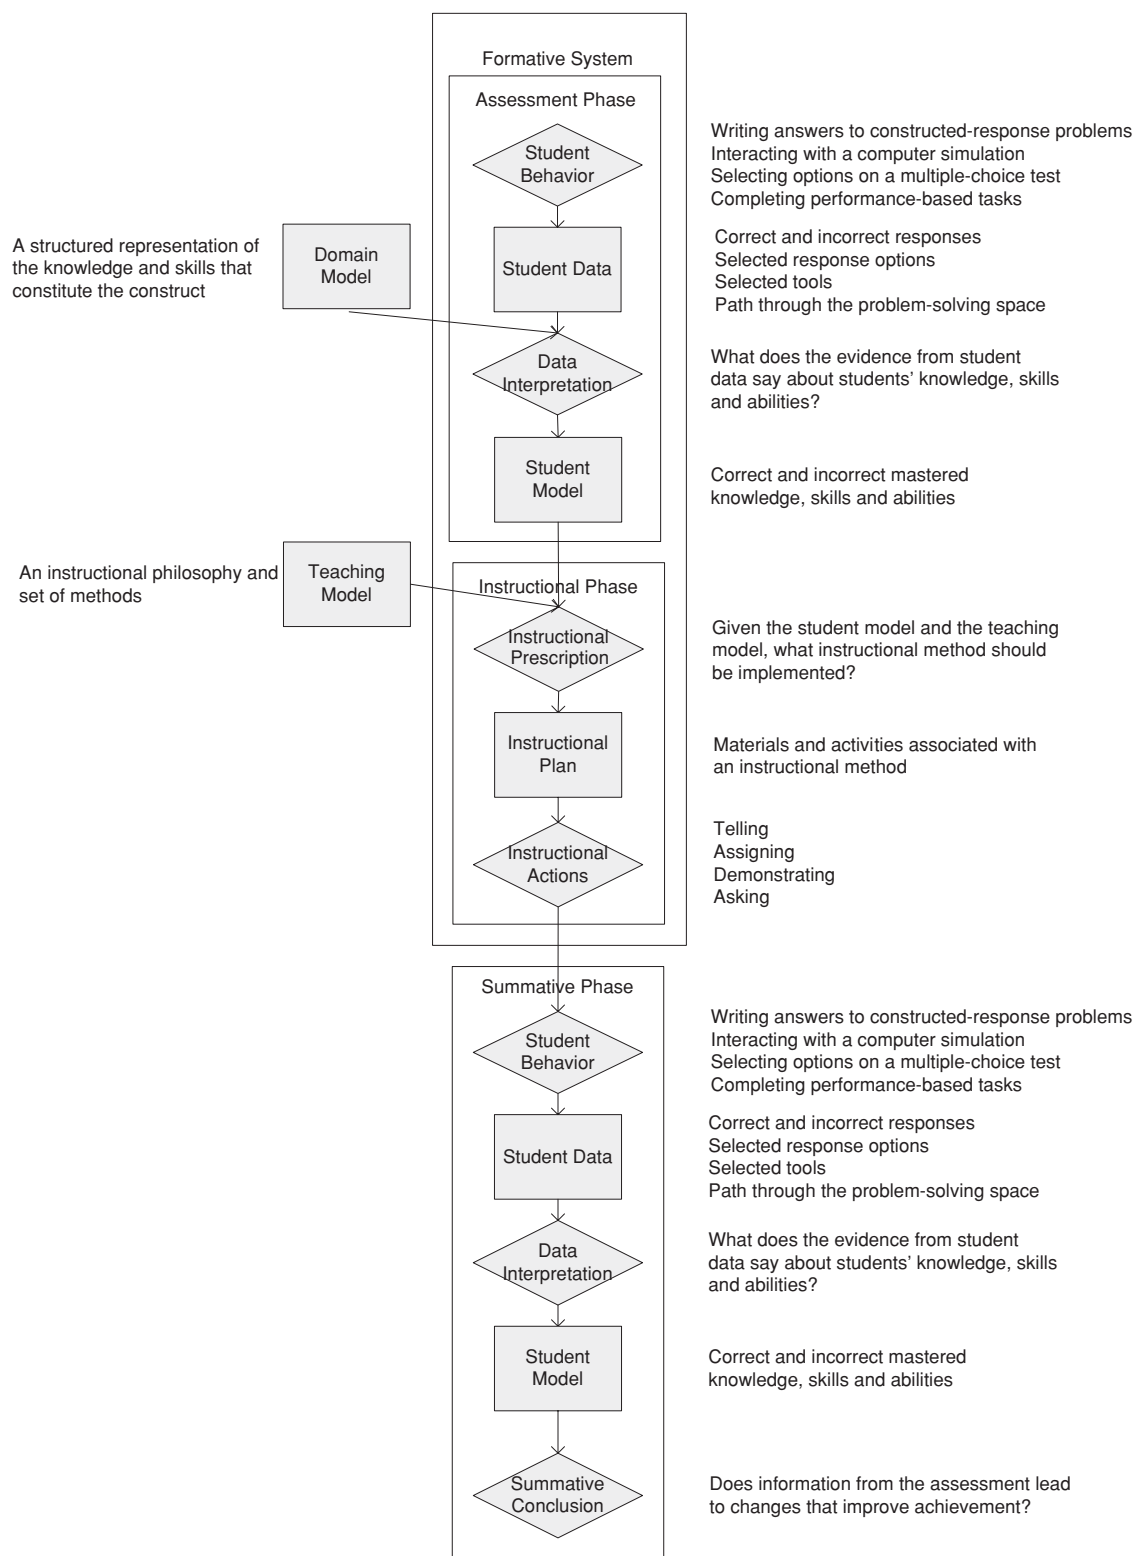 Formative System
Assessment Phase
Student
Behavior
Writing answers to constructed-response problems
Interacting with a computer simulation
Selecting options on a multiple-choice test
Completing performance-based tasks
A structured representation of
the knowledge and skills that
constitute the construct
Domain
Model
Student Data
Correct and incorrect responses
Selected response options
Selected tools
Path through the problem-solving space
Data
Interpretation
What does the evidence from student
data say about students’ knowledge, skills
and abilities?
Student
Model
Correct and incorrect mastered
knowledge, skills and abilities
An instructional philosophy and
set of methods
Teaching
Model
Instructional Phase
Instructional
Prescription
Given the student model and the teaching
model, what instructional method should
be implemented?
Instructional
Plan
Materials and activities associated with
an instructional method
Instructional
Actions
Telling
Assigning
Demonstrating
Asking
Summative Phase
Student
Behavior
Writing answers to constructed-response problems
Interacting with a computer simulation
Selecting options on a multiple-choice test
Completing performance-based tasks
Student Data
Correct and incorrect responses
Selected response options
Selected tools
Path through the problem-solving space
Data
Interpretation
What does the evidence from student
data say about students’ knowledge, skills
and abilities?
Student
Model
Correct and incorrect mastered
knowledge, skills and abilities
Summative
Conclusion
Does information from the assessment lead
to changes that improve achievement?